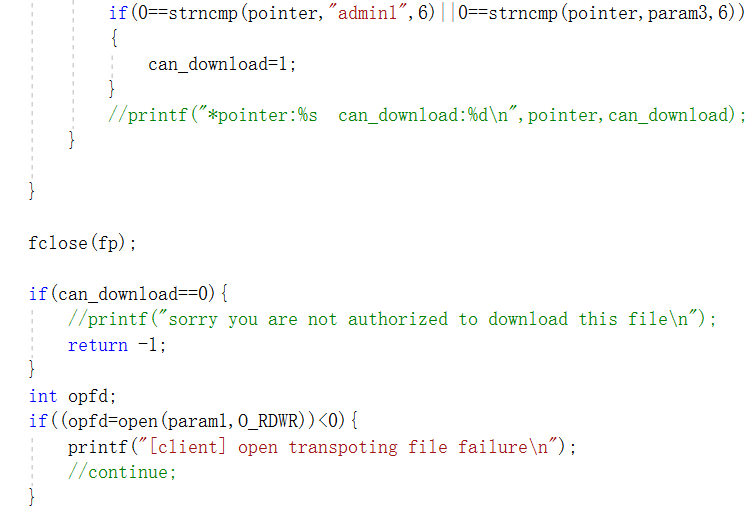 if(0==strncmp(pointer,"admin1",6)||0==strncmp(pointer,param3,6))
{
can_download=1;
}
//printf("*pointer:%s  can_download:%d\n",pointer,can_download);
}
}
fclose(fp);
if(can_download==0){
//printf("sorry you are not authorized to download this file\n");
return -1;
}
int opfd;
if((opfd=open(param1,O_RDWR))<0){
printf("[client] open transpoting file failure\n");
//continue;
}